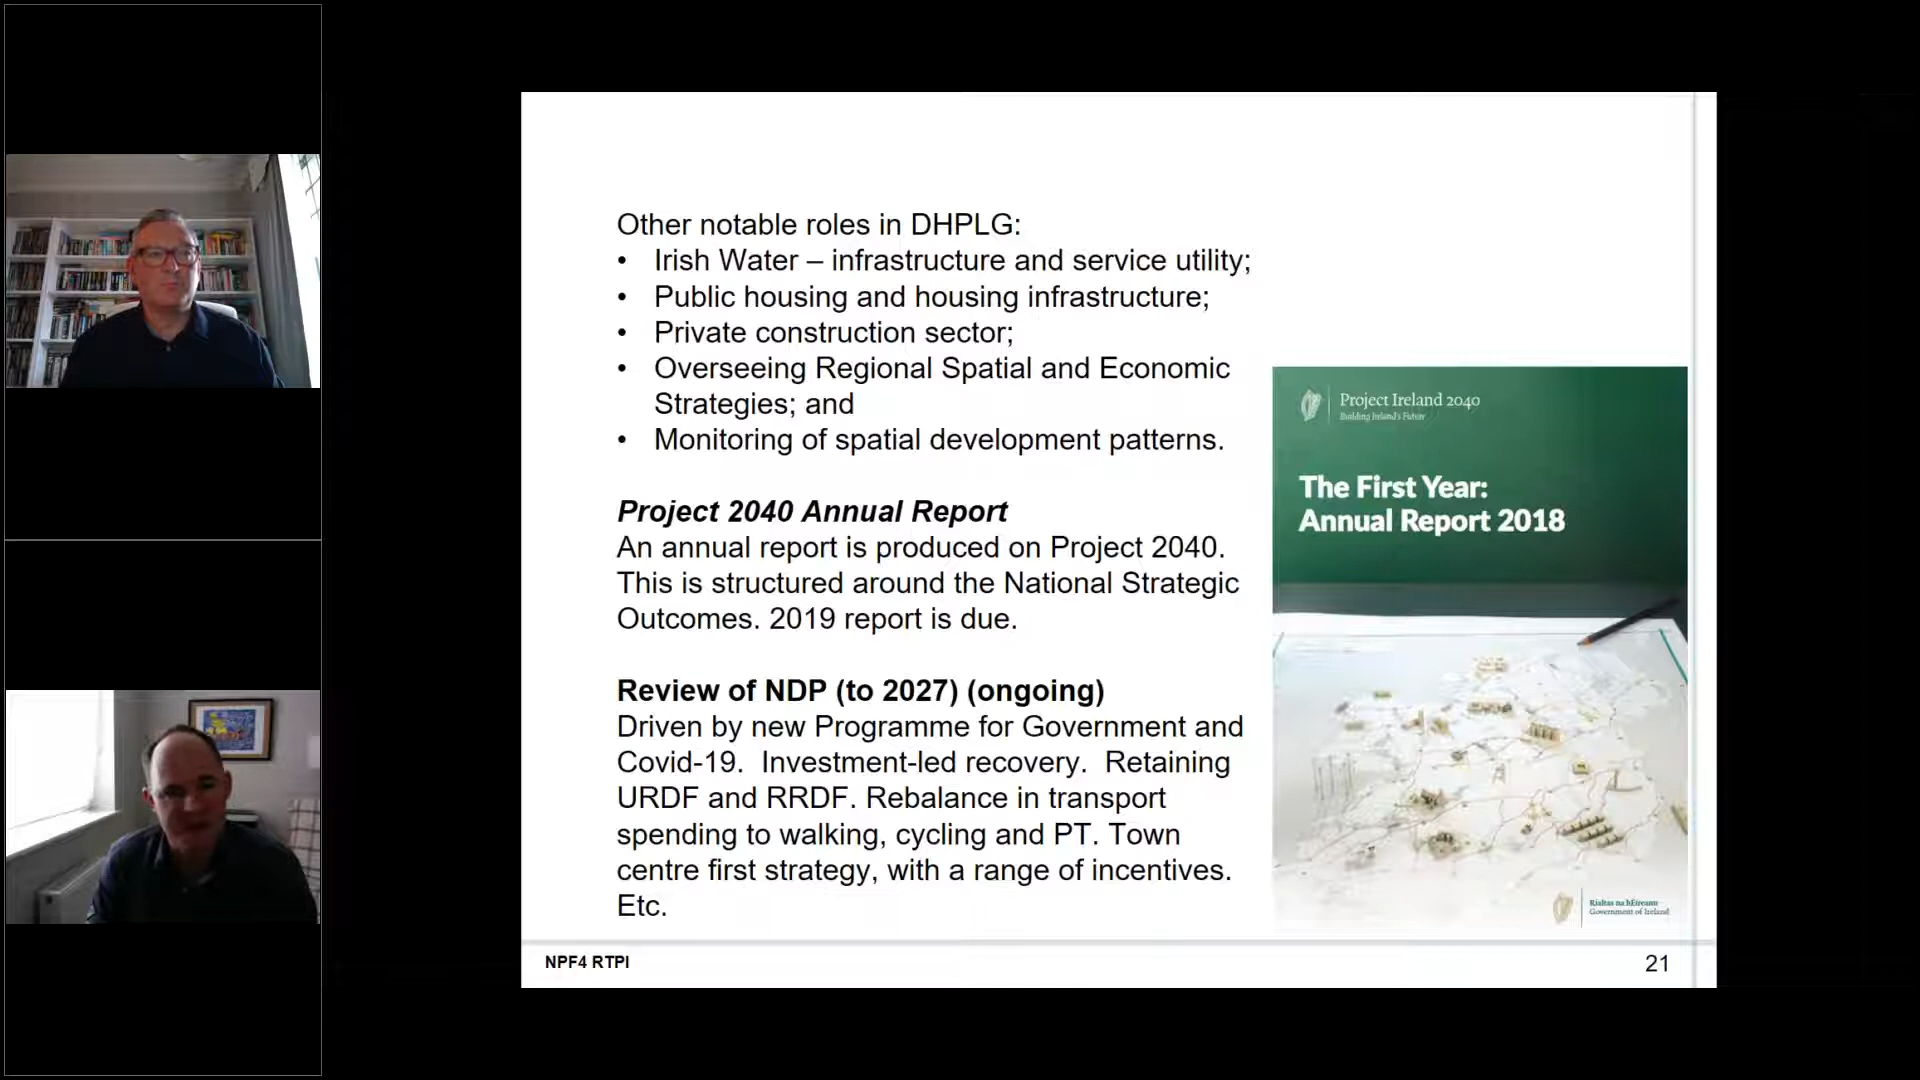 Other notable roles in DHPLG:
• Irish Water – infrastructure and service utility;
• Public housing and housing infrastructure;
• Private construction sector;
• Overseeing Regional Spatial and Economic
Strategies; and
• Monitoring of spatial development patterns.
Project 2040 Annual Report
An annual report is produced on Project 2040.
This is structured around the National Strategic
Outcomes. 2019 report is due.
Review of NDP (to 2027) (ongoing)
Driven by new Programme for Government and
Covid-19. Investment-led recovery. Retaining
URDF and RRDF. Rebalance in transport
spending to walking, cycling and PT. Town
centre first strategy, with a range of incentives.
Etc.
Project Ireland 2040
Building Ireland's Future
The First Year:
Annual Report 2018
Rialtas na hÉireann
Government of Ireland
NPF4 RTPI
21